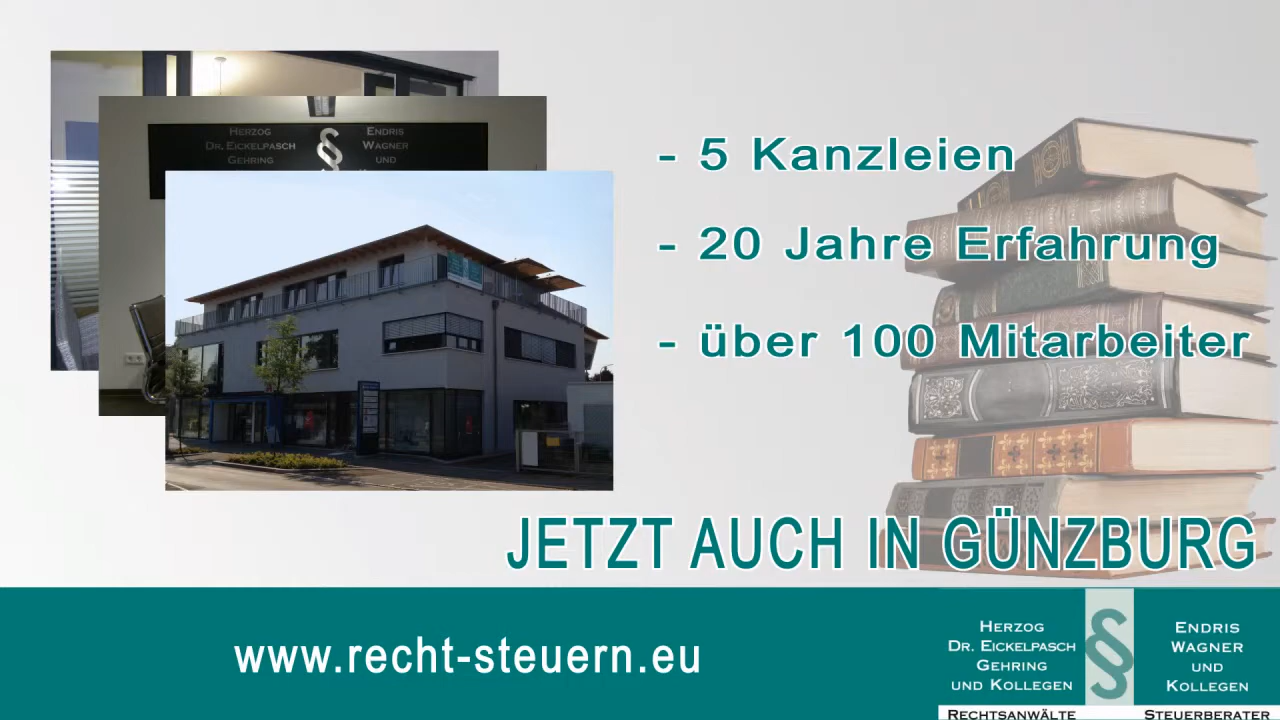 HERZOG
DR. EICKELPASCH
GEHRING
§
ENDRIS
WAGNER
UND
- 5 Kanzleien
- 20 Jahre Erfahrung
- über 100 Mitarbeiter
JETZT AUCH IN GÜNZBURG
www.recht-steuern.eu
HERZOG
DR. EICKELPASCH
GEHRING
UND KOLLEGEN
§
ENDRIS
WAGNER
UND
KOLLEGEN
RECHTSANWÄLTE
STEUERBERATER